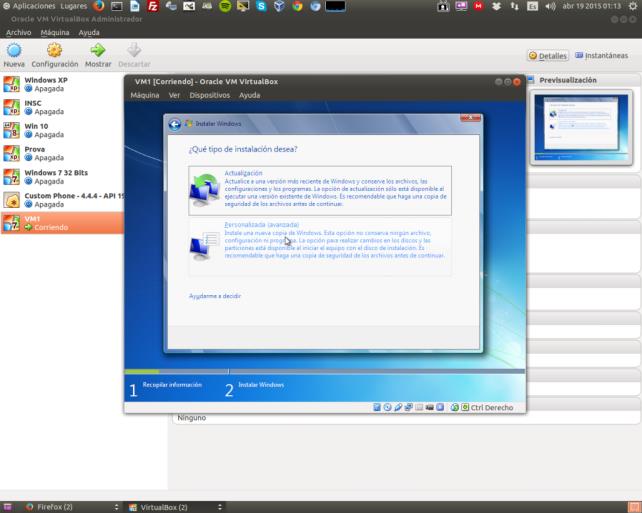 Aplicaciones Lugares
Es
abr 19 2015 01:13
Oracle VM VirtualBox Administrador
Archivo Máquina Ayuda
Nueva Configuración Mostrar Descartar
Detalles Instantáneas
Windows XP
Apagada
INSC
Apagada
Win 10
Apagada
Prova
Apagada
Windows 7 32 Bits
Apagada
Custom Phone - 4.4.4 - API 19
Apagada
VM1
Corriendo
Previsualización
VM1 [Corriendo] - Oracle VM VirtualBox
Máquina Ver Dispositivos Ayuda
Instalar Windows
¿Qué tipo de instalación desea?
Actualización
Actualice a una versión más reciente de Windows y conserve los archivos, las
configuraciones y los programas. La opción de actualización sólo está disponible al
ejecutar una versión existente de Windows. Es recomendable que haga una copia de
seguridad de los archivos antes de continuar.
Personalizada (avanzada)
Instale una nueva copia de Windows. Esta opción no conserva ningún archivo,
configuración ni programa. La opción para realizar cambios en los discos y las
particiones está disponible al iniciar el equipo con el disco de instalación. Es
recomendable que haga una copia de seguridad de los archivos antes de continuar.
Ayudarme a decidir
1 Recopilar información 2 Instalar Windows
Ctrl Derecho
Ninguno
Firefox (2) VirtualBox (2)